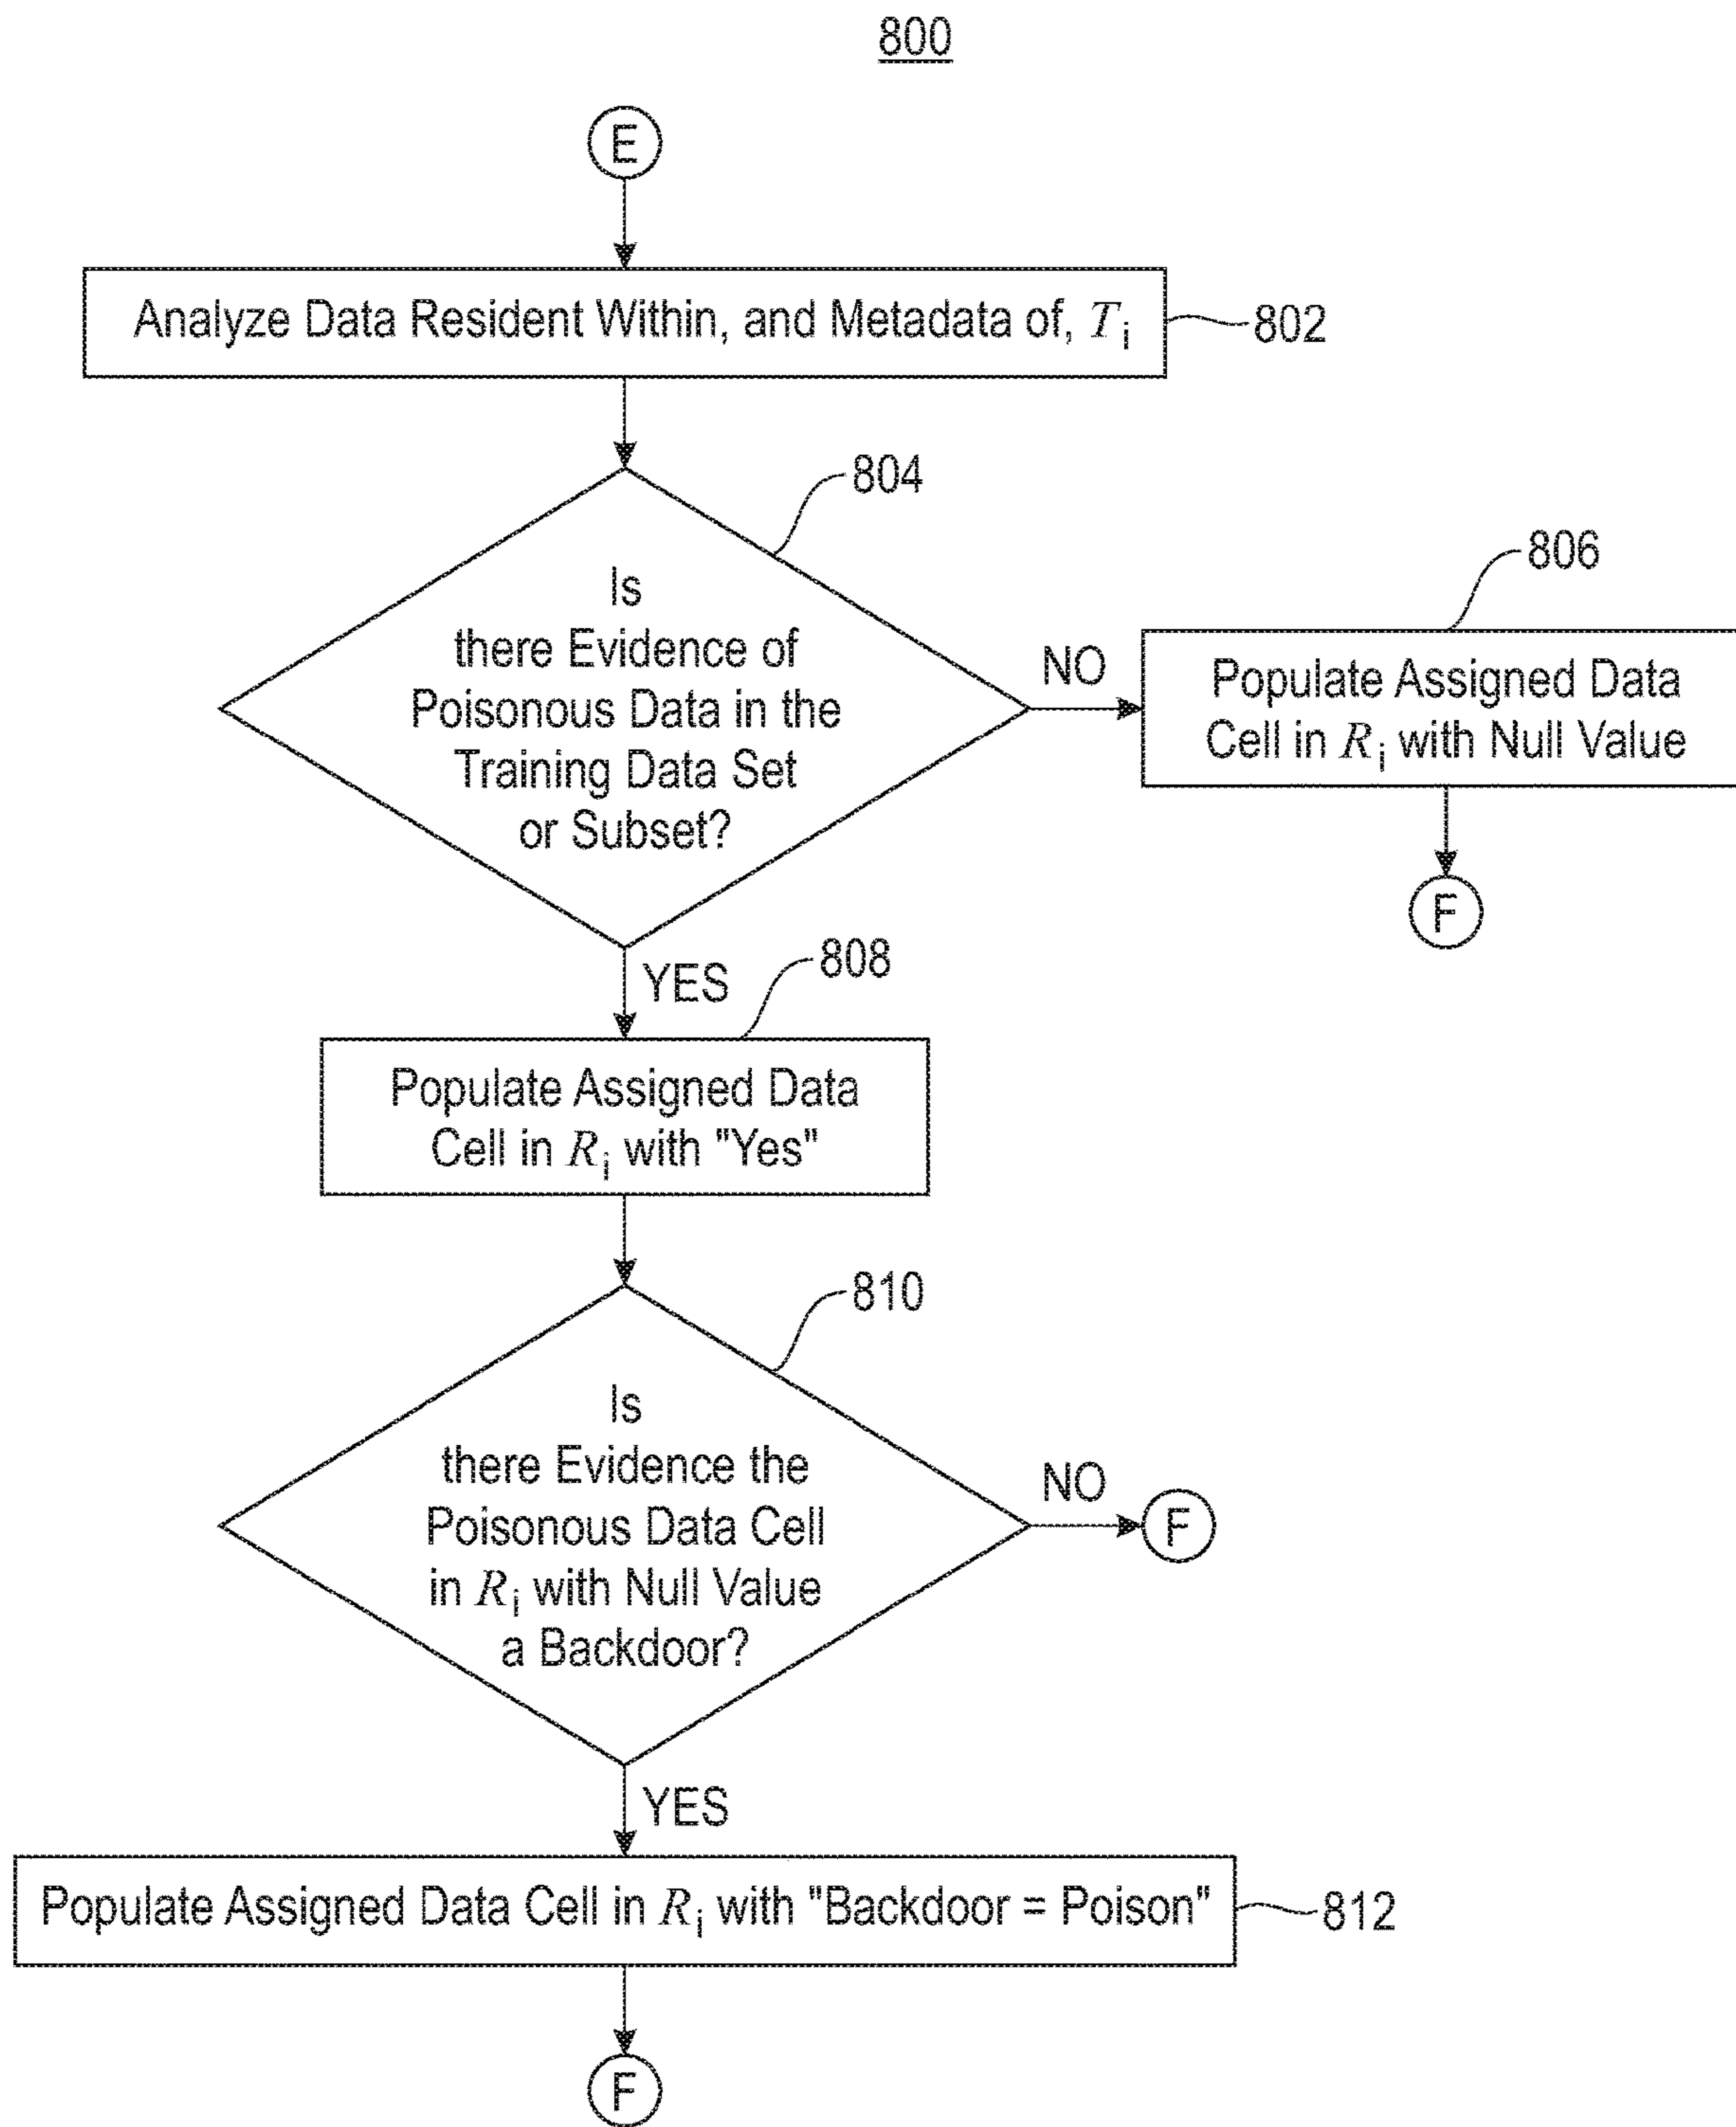 800
E
Analyze Data Resident Within, and Metadata of, Ti
802
804
Is
there Evidence of
Poisonous Data in the
Training Data Set
or Subset?
NO
806
Populate Assigned Data
Cell in Ri with Null Value
F
YES
808
Populate Assigned Data
Cell in Ri with "Yes"
810
Is
there Evidence the
Poisonous Data Cell
in Ri with Null Value
a Backdoor?
NO
F
YES
Populate Assigned Data Cell in Ri with "Backdoor = Poison"
812
F